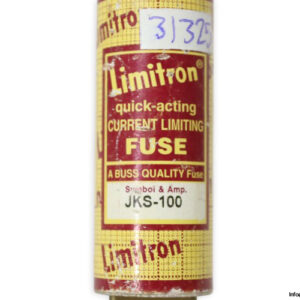 Limitron
31325
Limitron®
quick-acting
CURRENT LIMITING
FUSE
A BUSS QUALITY Fuse
Symbol & Amp.
JKS-100
Limitron